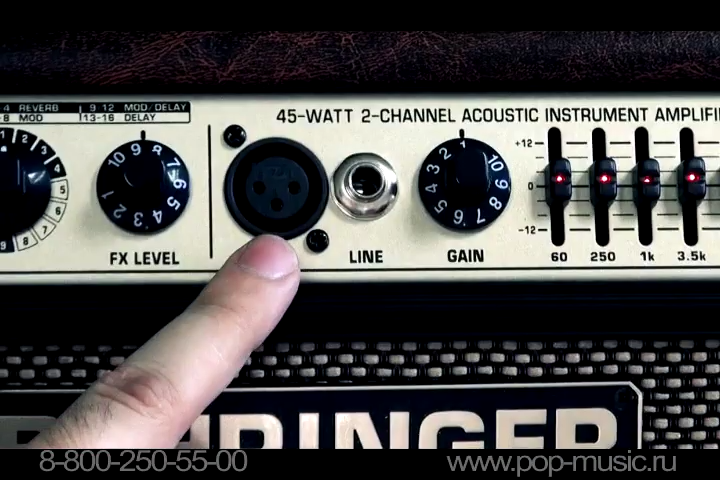 4 REVERB 9 12 MOD/DELAY
8 MOD 13-16 DELAY
45-WATT 2-CHANNEL ACOUSTIC INSTRUMENT
+12
0
-12
FX LEVEL
LINE
GAIN
60 250 1k 3.5k
BEHRINGER
8-800-250-55-00 www.pop-music.ru